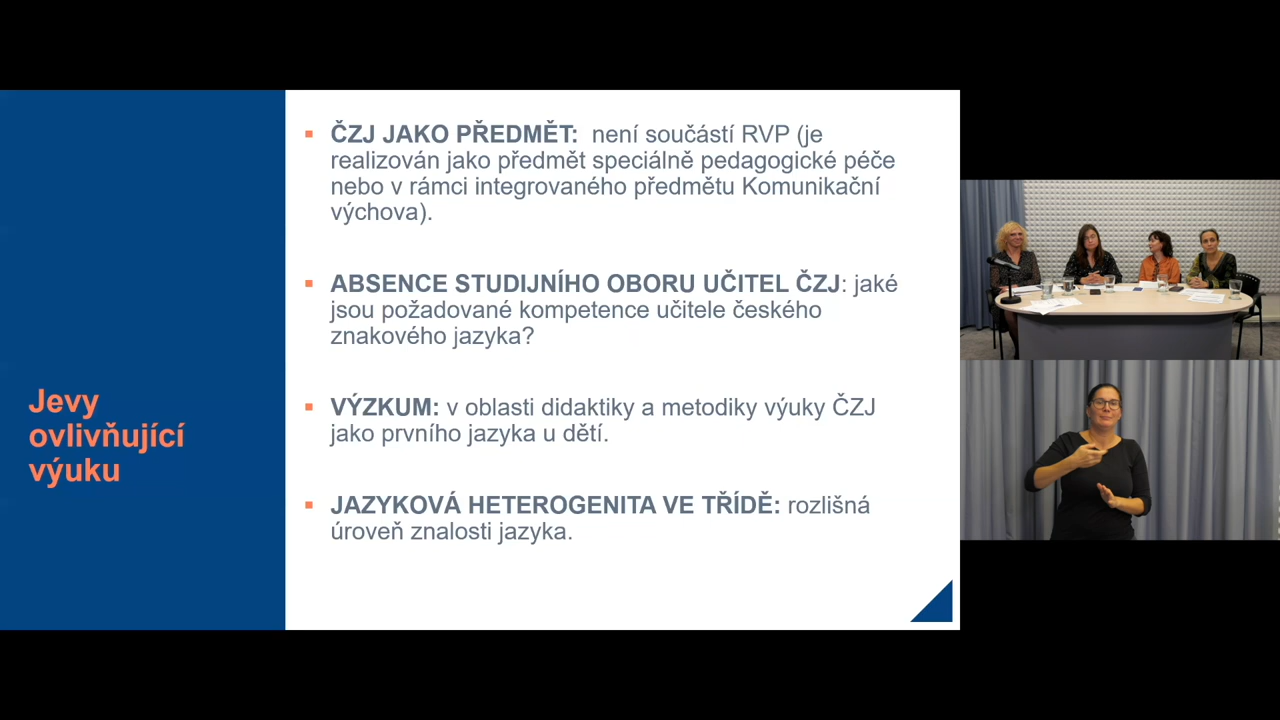 Jevy
ovlivňující
výuku
▪ ČZJ JAKO PŘEDMĚT: není součástí RVP (je
realizován jako předmět speciálně pedagogické péče
nebo v rámci integrovaného předmětu Komunikační
výchova).
▪ ABSENCE STUDIJNÍHO OBORU UČITEL ČZJ: jaké
jsou požadované kompetence učitele českého
znakového jazyka?
▪ VÝZKUM: v oblasti didaktiky a metodiky výuky ČZJ
jako prvního jazyka u dětí.
▪ JAZYKOVÁ HETEROGENITA VE TŘÍDĚ: rozlišná
úroveň znalosti jazyka.